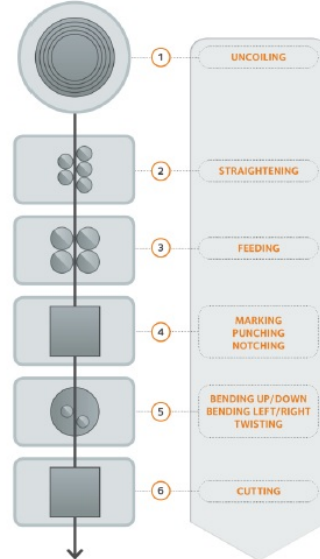 1
UNCOILING
2
STRAIGHTENING
3
FEEDING
4
MARKING
PUNCHING
NOTCHING
5
BENDING UP/DOWN
BENDING LEFT/RIGHT
TWISTING
6
CUTTING